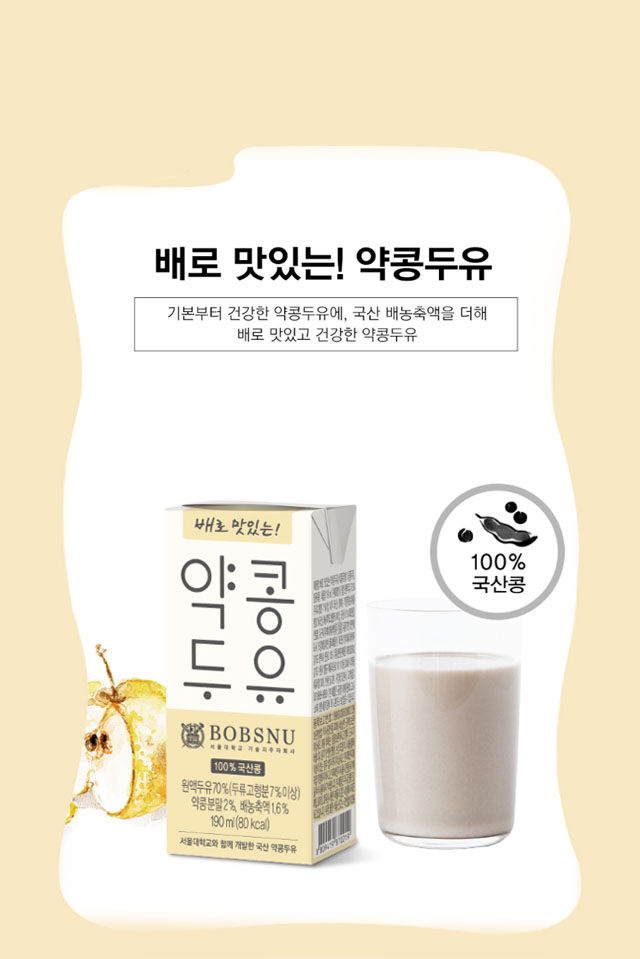 배로 맛있는! 약콩두유
기본부터 건강한 약콩두유에, 국산 배농축액을 더해
배로 맛있고 건강한 약콩두유
100%
국산콩
배로 맛있는!
약콩
두유
BOBSNU
서울대학교 기술지주자회사
100% 국산콩
원액두유70%(두류고형분7%이상)
약콩분말2%, 배농축액1.6%
190ml(80kcal)
서울대학교와 함께 개발한 국산 약콩두유